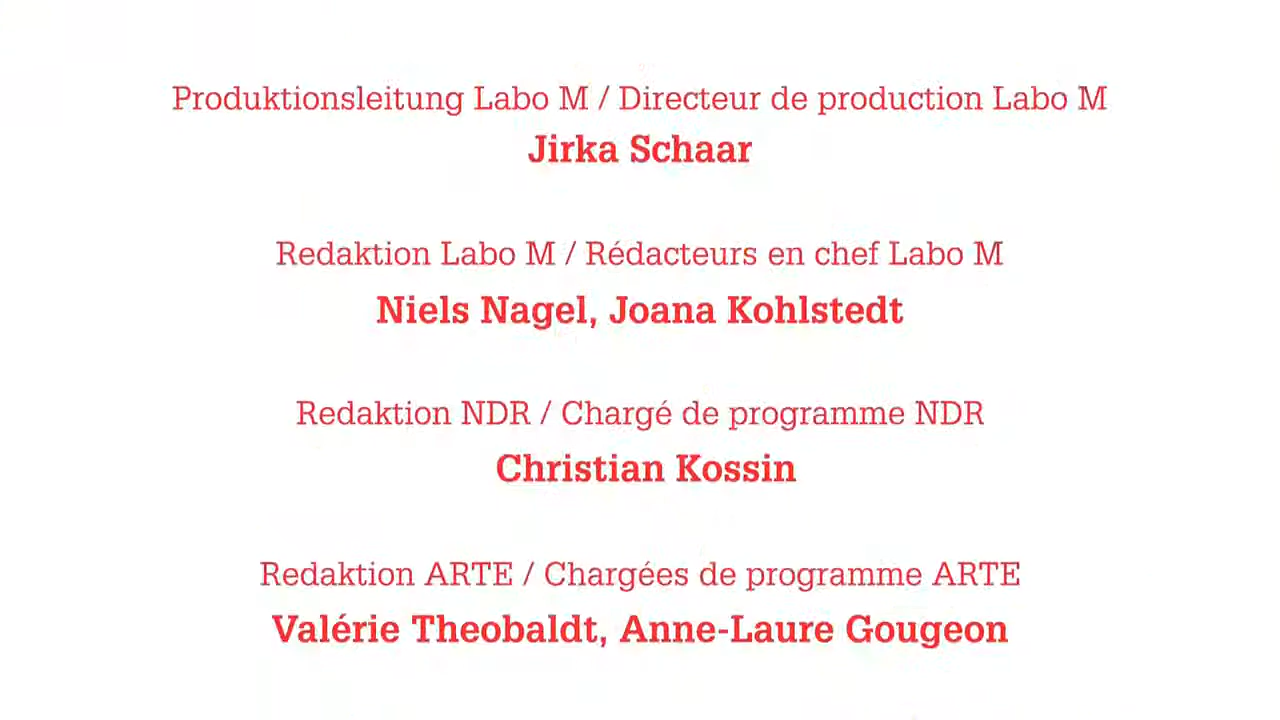 Produktionsleitung Labo M / Directeur de production Labo M
Jirka Schaar
Redaktion Labo M / Rédacteurs en chef Labo M
Niels Nagel, Joana Kohlstedt
Redaktion NDR / Chargé de programme NDR
Christian Kossin
Redaktion ARTE / Chargées de programme ARTE
Valérie Theobaldt, Anne-Laure Gougeon